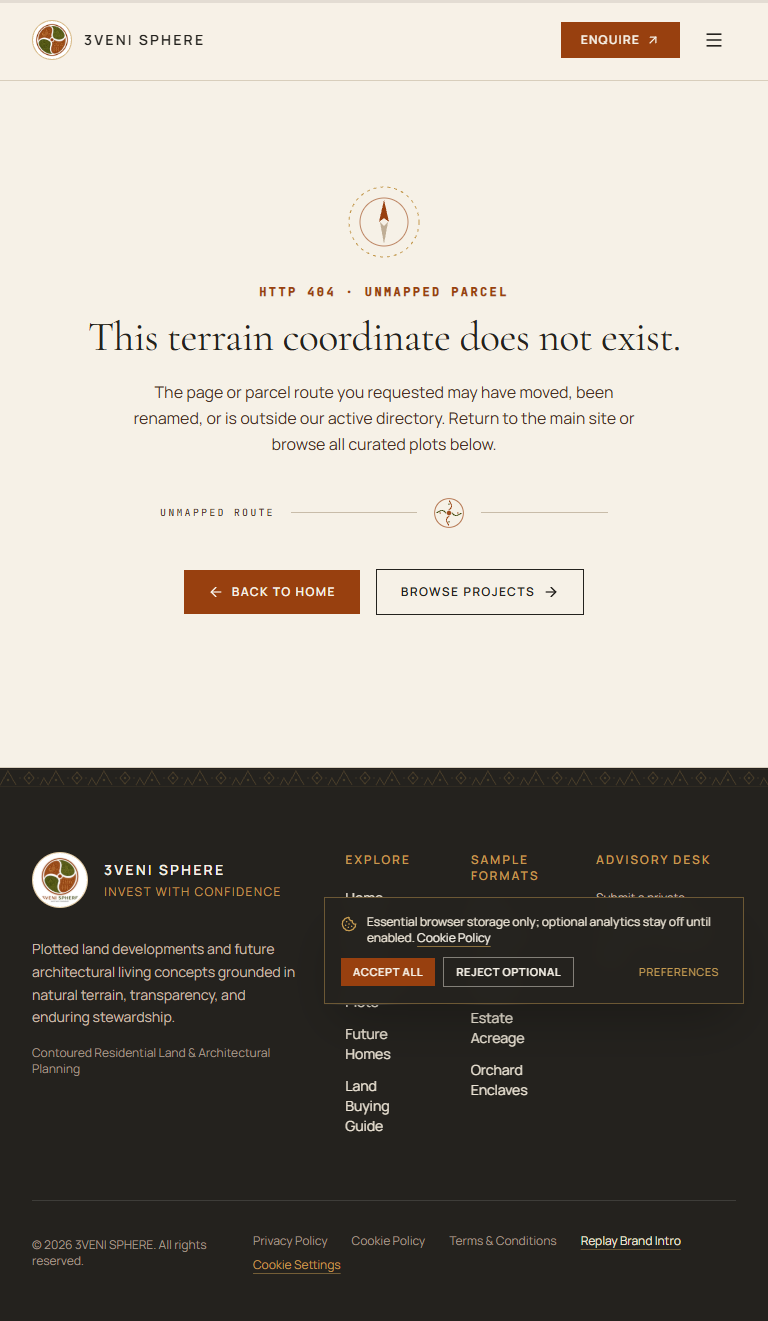 3VENI SPHERE
ENQUIRE
HTTP 404 · UNMAPPED PARCEL
This terrain coordinate does not exist.
The page or parcel route you requested may have moved, been
renamed, or is outside our active directory. Return to the main site or
browse all curated plots below.
UNMAPPED ROUTE
BACK TO HOME
BROWSE PROJECTS
3VENI SPHERE
INVEST WITH CONFIDENCE
Plotted land developments and future
architectural living concepts grounded in
natural terrain, transparency, and
enduring stewardship.
Contoured Residential Land & Architectural
Planning
EXPLORE
Home
Plots
Future
Homes
Land
Buying
Guide
SAMPLE
FORMATS
Estate
Acreage
Orchard
Enclaves
ADVISORY DESK
Submit a private
Essential browser storage only; optional analytics stay off until
enabled. Cookie Policy
ACCEPT ALL
REJECT OPTIONAL
PREFERENCES
© 2026 3VENI SPHERE. All rights
reserved.
Privacy Policy
Cookie Policy
Terms & Conditions
Replay Brand Intro
Cookie Settings